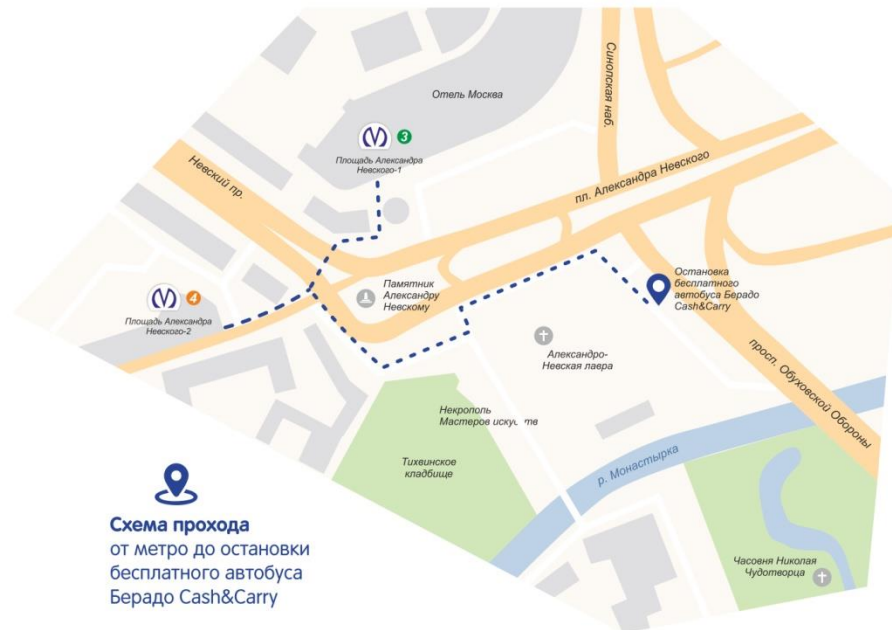 Отель Москва
Синопская наб.
3
Площадь Александра
Невского-1
Невский пр.
пл. Александра Невского
4
Площадь Александра
Невского-2
Памятник
Александру
Невскому
Остановка
бесплатного
автобуса Берадо
Cash&Carry
Александро-
Невская лавра
просп. Обуховской Обороны
Некрополь
Мастеров искусств
Тихвинское
кладбище
р. Монастырка
Часовня Николая
Чудотворца
Схема прохода
от метро до остановки
бесплатного автобуса
Берадо Cash&Carry